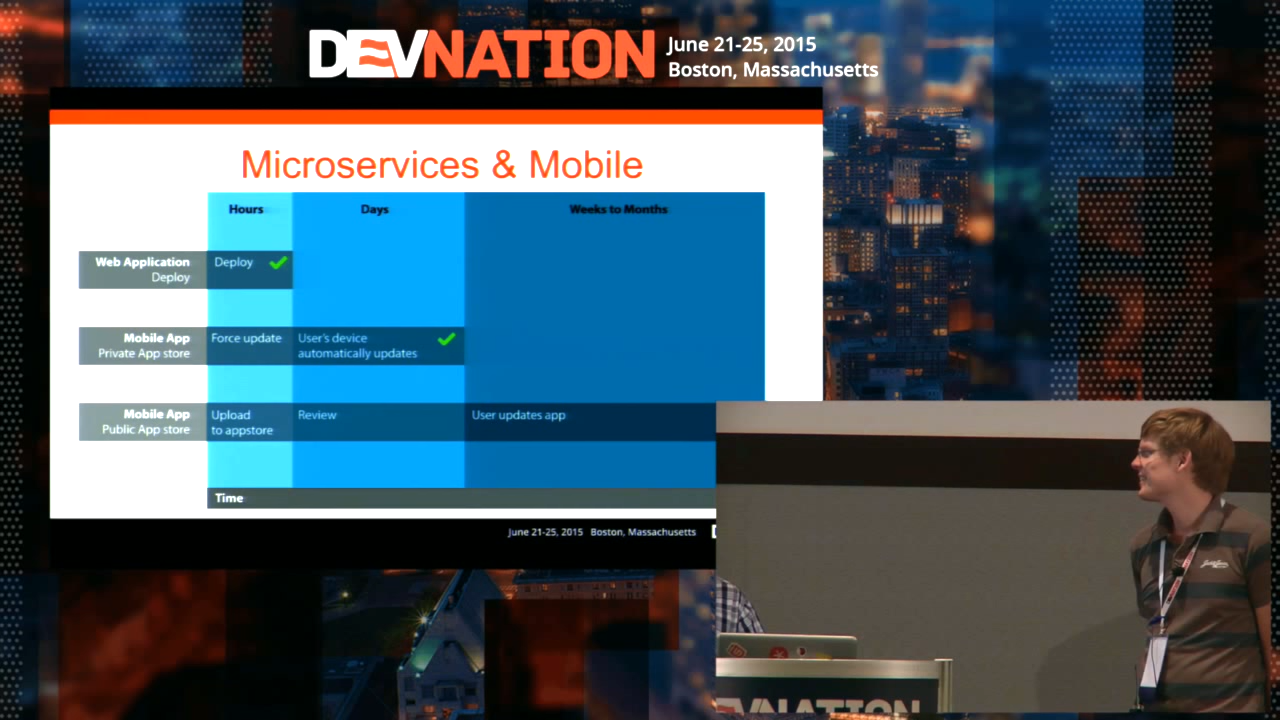 DEVNATION
June 21-25, 2015
Boston, Massachusetts
Microservices & Mobile
Hours Days Weeks to Months
Web Application
Deploy
Deploy
Mobile App
Private App store
Force update
User's device
automatically updates
Mobile App
Public App store
Upload
to appstore
Review
User updates app
Time
June 21-25, 2015 Boston, Massachusetts
DEVNATION